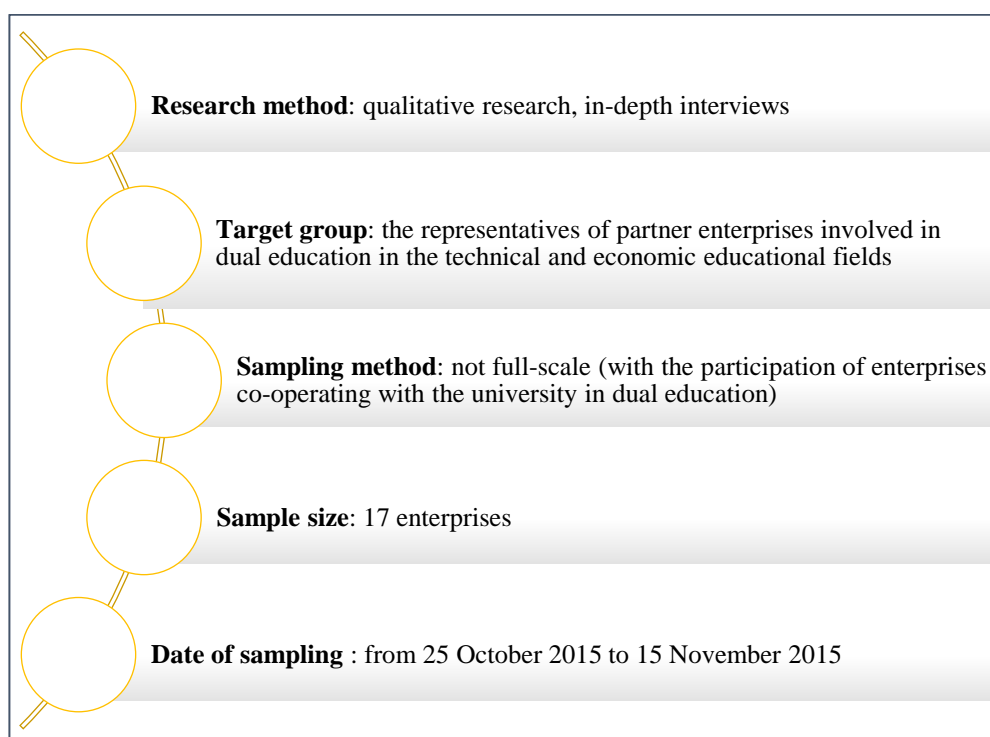 Research method: qualitative research, in-depth interviews
Target group: the representatives of partner enterprises involved in
dual education in the technical and economic educational fields
Sampling method: not full-scale (with the participation of enterprises
co-operating with the university in dual education)
Sample size: 17 enterprises
Date of sampling : from 25 October 2015 to 15 November 2015